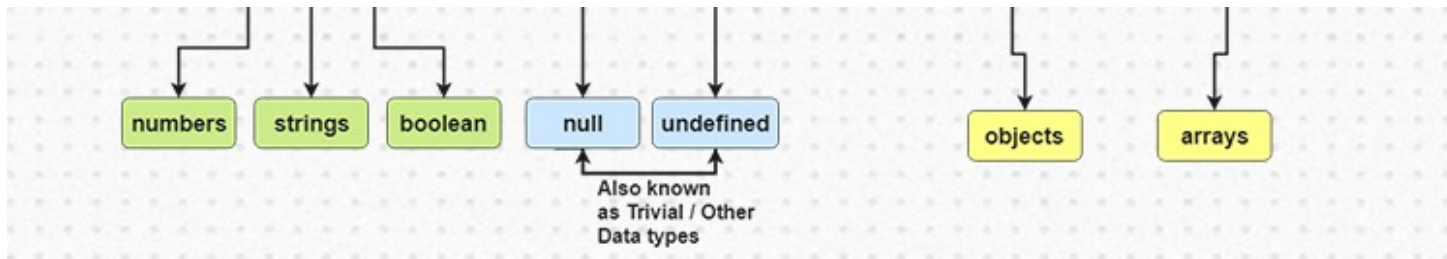 numbers
strings
boolean
null
undefined
objects
arrays
Also known
as Trivial / Other
Data types